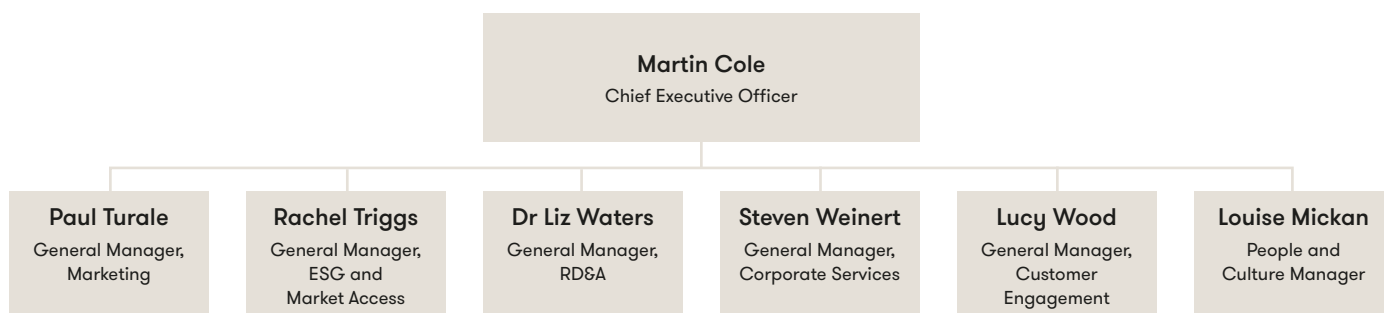 Martin Cole
Chief Executive Officer
Paul Turale
General Manager,
Marketing
Rachel Triggs
General Manager,
ESG and
Market Access
Dr Liz Waters
General Manager,
RD&A
Steven Weinert
General Manager,
Corporate Services
Lucy Wood
General Manager,
Customer
Engagement
Louise Mickan
People and
Culture Manager